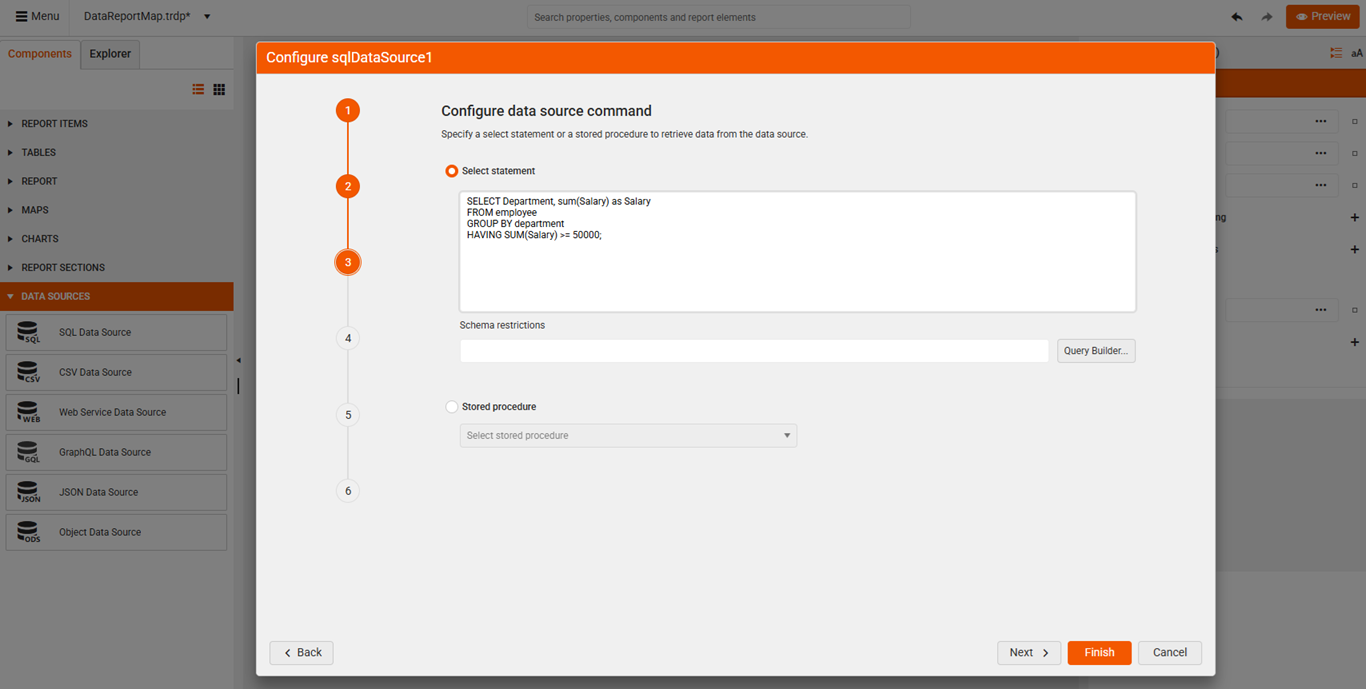 Menu
DataReportMap.trdp*
Search properties, components and report elements
Preview
Components
Explorer
aA
REPORT ITEMS
TABLES
REPORT
MAPS
CHARTS
REPORT SECTIONS
DATA SOURCES
SQL
SQL Data Source
CSV
CSV Data Source
WEB
Web Service Data Source
GQL
GraphQL Data Source
JSON
JSON Data Source
ODS
Object Data Source
Configure sqlDataSource1
1
2
3
4
5
6
Configure data source command
Specify a select statement or a stored procedure to retrieve data from the data source.
Select statement
SELECT Department, sum(Salary) as Salary
FROM employee
GROUP BY department
HAVING SUM(Salary) >= 50000;
Schema restrictions
Query Builder...
Stored procedure
Select stored procedure
Back
Next
Finish
Cancel